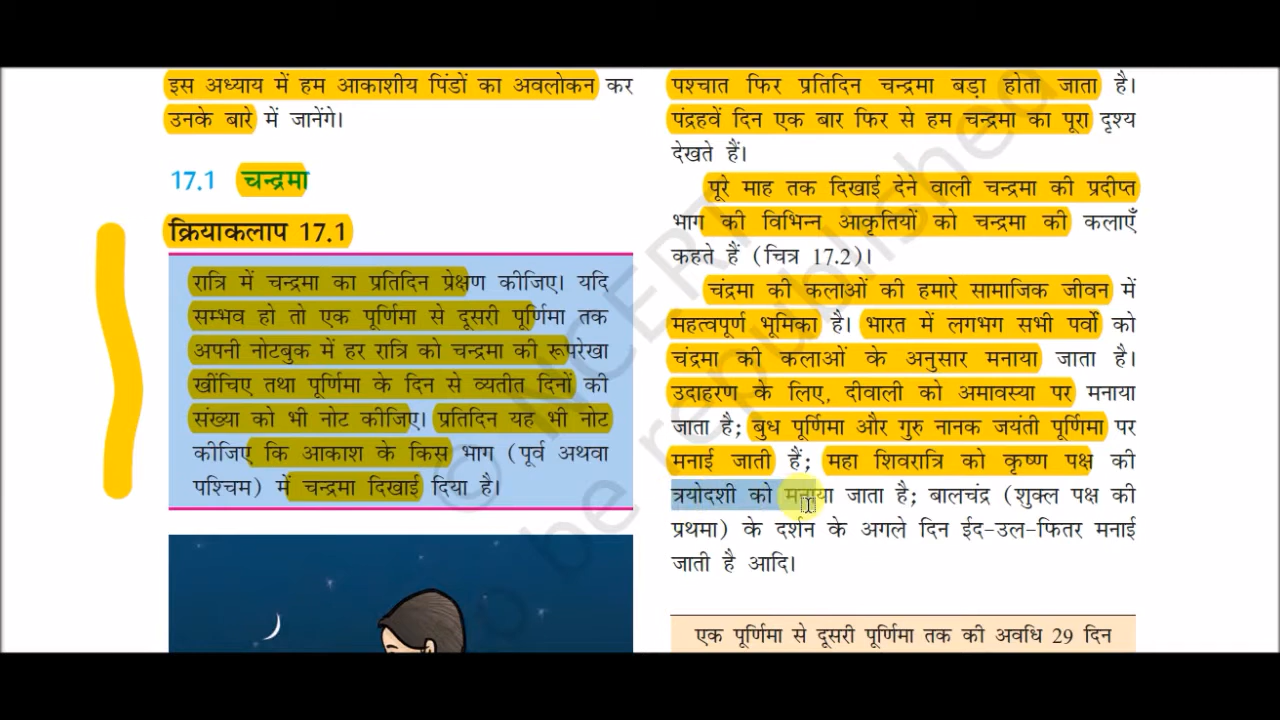 इस अध्याय में हम आकाशीय पिंडों का अवलोकन कर
उनके बारे में जानेंगे।
17.1 चन्द्रमा
क्रियाकलाप 17.1
रात्रि में चन्द्रमा का प्रतिदिन प्रेक्षण कीजिए। यदि
सम्भव हो तो एक पूर्णिमा से दूसरी पूर्णिमा तक
अपनी नोटबुक में हर रात्रि को चन्द्रमा की रूपरेखा
खींचिए तथा पूर्णिमा के दिन से व्यतीत दिनों की
संख्या को भी नोट कीजिए। प्रतिदिन यह भी नोट
कीजिए कि आकाश के किस भाग (पूर्व अथवा
पश्चिम) में चन्द्रमा दिखाई दिया है।
पश्चात फिर प्रतिदिन चन्द्रमा बड़ा होता जाता है।
पंद्रहवें दिन एक बार फिर से हम चन्द्रमा का पूरा दृश्य
देखते हैं।
पूरे माह तक दिखाई देने वाली चन्द्रमा की प्रदीप्त
भाग की विभिन्न आकृतियों को चन्द्रमा की कलाएँ
कहते हैं (चित्र 17.2)।
चंद्रमा की कलाओं की हमारे सामाजिक जीवन में
महत्वपूर्ण भूमिका है। भारत में लगभग सभी पर्वों को
चंद्रमा की कलाओं के अनुसार मनाया जाता है।
उदाहरण के लिए, दीवाली को अमावस्या पर मनाया
जाता है; बुध पूर्णिमा और गुरु नानक जयंती पूर्णिमा पर
मनाई जाती हैं; महा शिवरात्रि को कृष्ण पक्ष की
त्रयोदशी को मनाया जाता है; बालचंद्र (शुक्ल पक्ष की
प्रथमा) के दर्शन के अगले दिन ईद-उल-फितर मनाई
जाती है आदि।
एक पूर्णिमा से दूसरी पूर्णिमा तक की अवधि 29 दिन
© NCERT
be republished